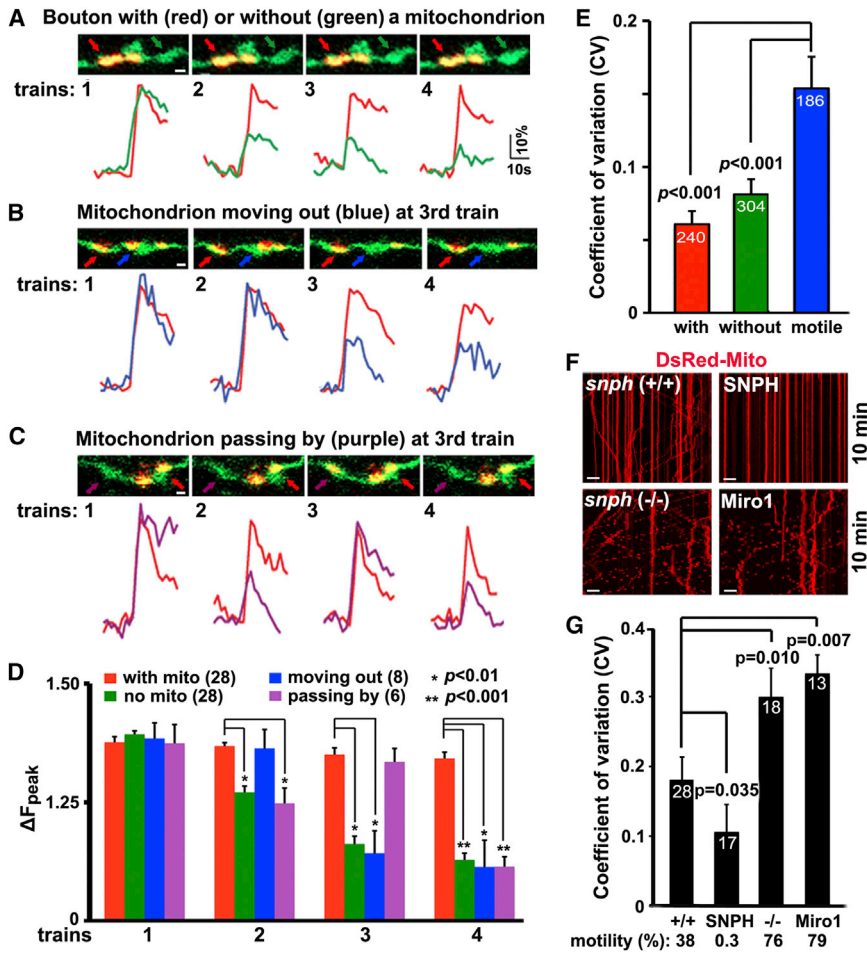 A Bouton with (red) or without (green) a mitochondrion
trains: 1 2 3 4
10%
10s
B Mitochondrion moving out (blue) at 3rd train
trains: 1 2 3 4
C Mitochondrion passing by (purple) at 3rd train
trains: 1 2 3 4
D
with mito (28) moving out (8) * p<0.01
no mito (28) passing by (6) ** p<0.001
1.50
1.25
0
ΔFpeak
* * * * ** * **
trains 1 2 3 4
E
Coefficient of variation (CV)
0.2
0.1
0
p<0.001
p<0.001
240
304
186
with without motile
F DsRed-Mito
snph (+/+) SNPH
10 min
snph (-/-) Miro1
10 min
G
Coefficient of variation (CV)
0.4
0.3
0.2
0.1
0
p=0.007
p=0.010
p=0.035
28
17
18
13
+/+ SNPH -/- Miro1
motility (%): 38 0.3 76 79